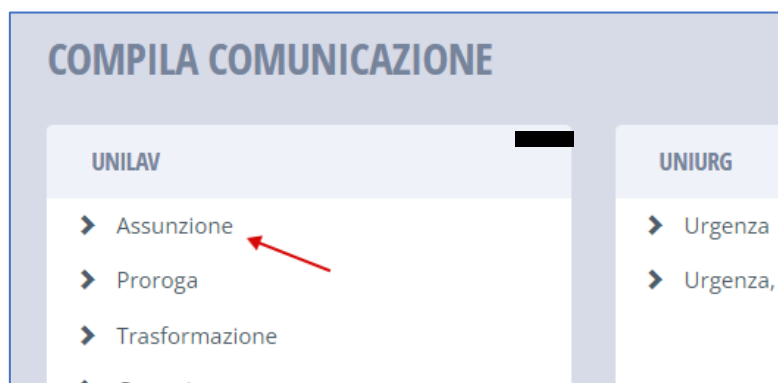 COMPILA COMUNICAZIONE
UNILAV
Assunzione
Proroga
Trasformazione
UNIURG
Urgenza
Urgenza,